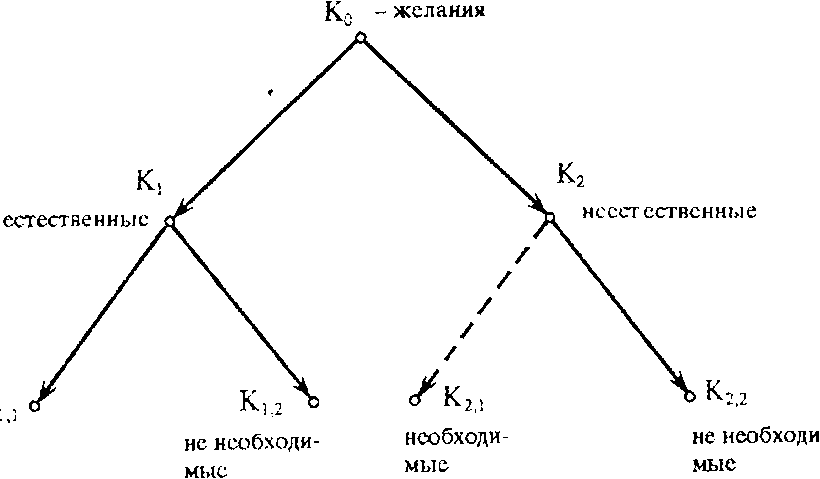 K0 – желания
K1
K2
естественные
неестественные
K1,2
K2,1
K2,2
не необходи-
мые
необходи-
мые
не необходи
мые